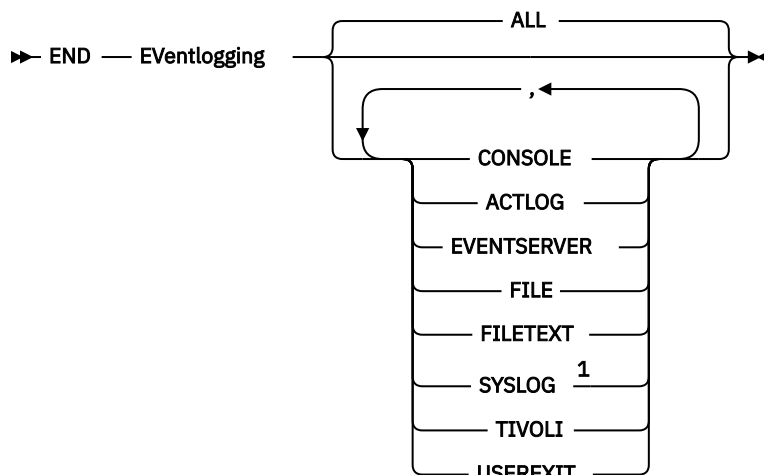 ALL
END EVentlogging
,
CONSOLE
ACTLOG
EVENTSERVER
FILE
FILETEXT
SYSLOG 1
TIVOLI
USEREXIT